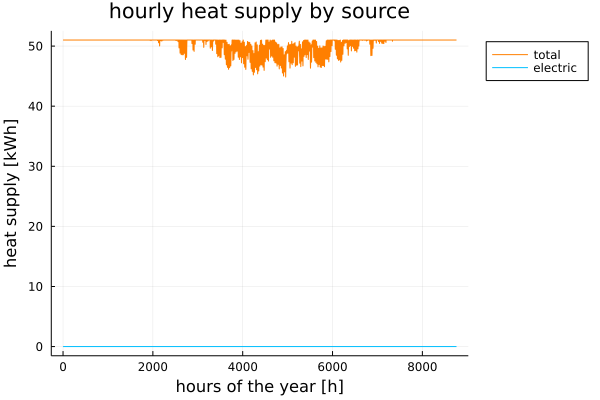 hourly heat supply by source
heat supply [kWh]
50
40
30
20
10
0
0 2000 4000 6000 8000
hours of the year [h]
total
electric